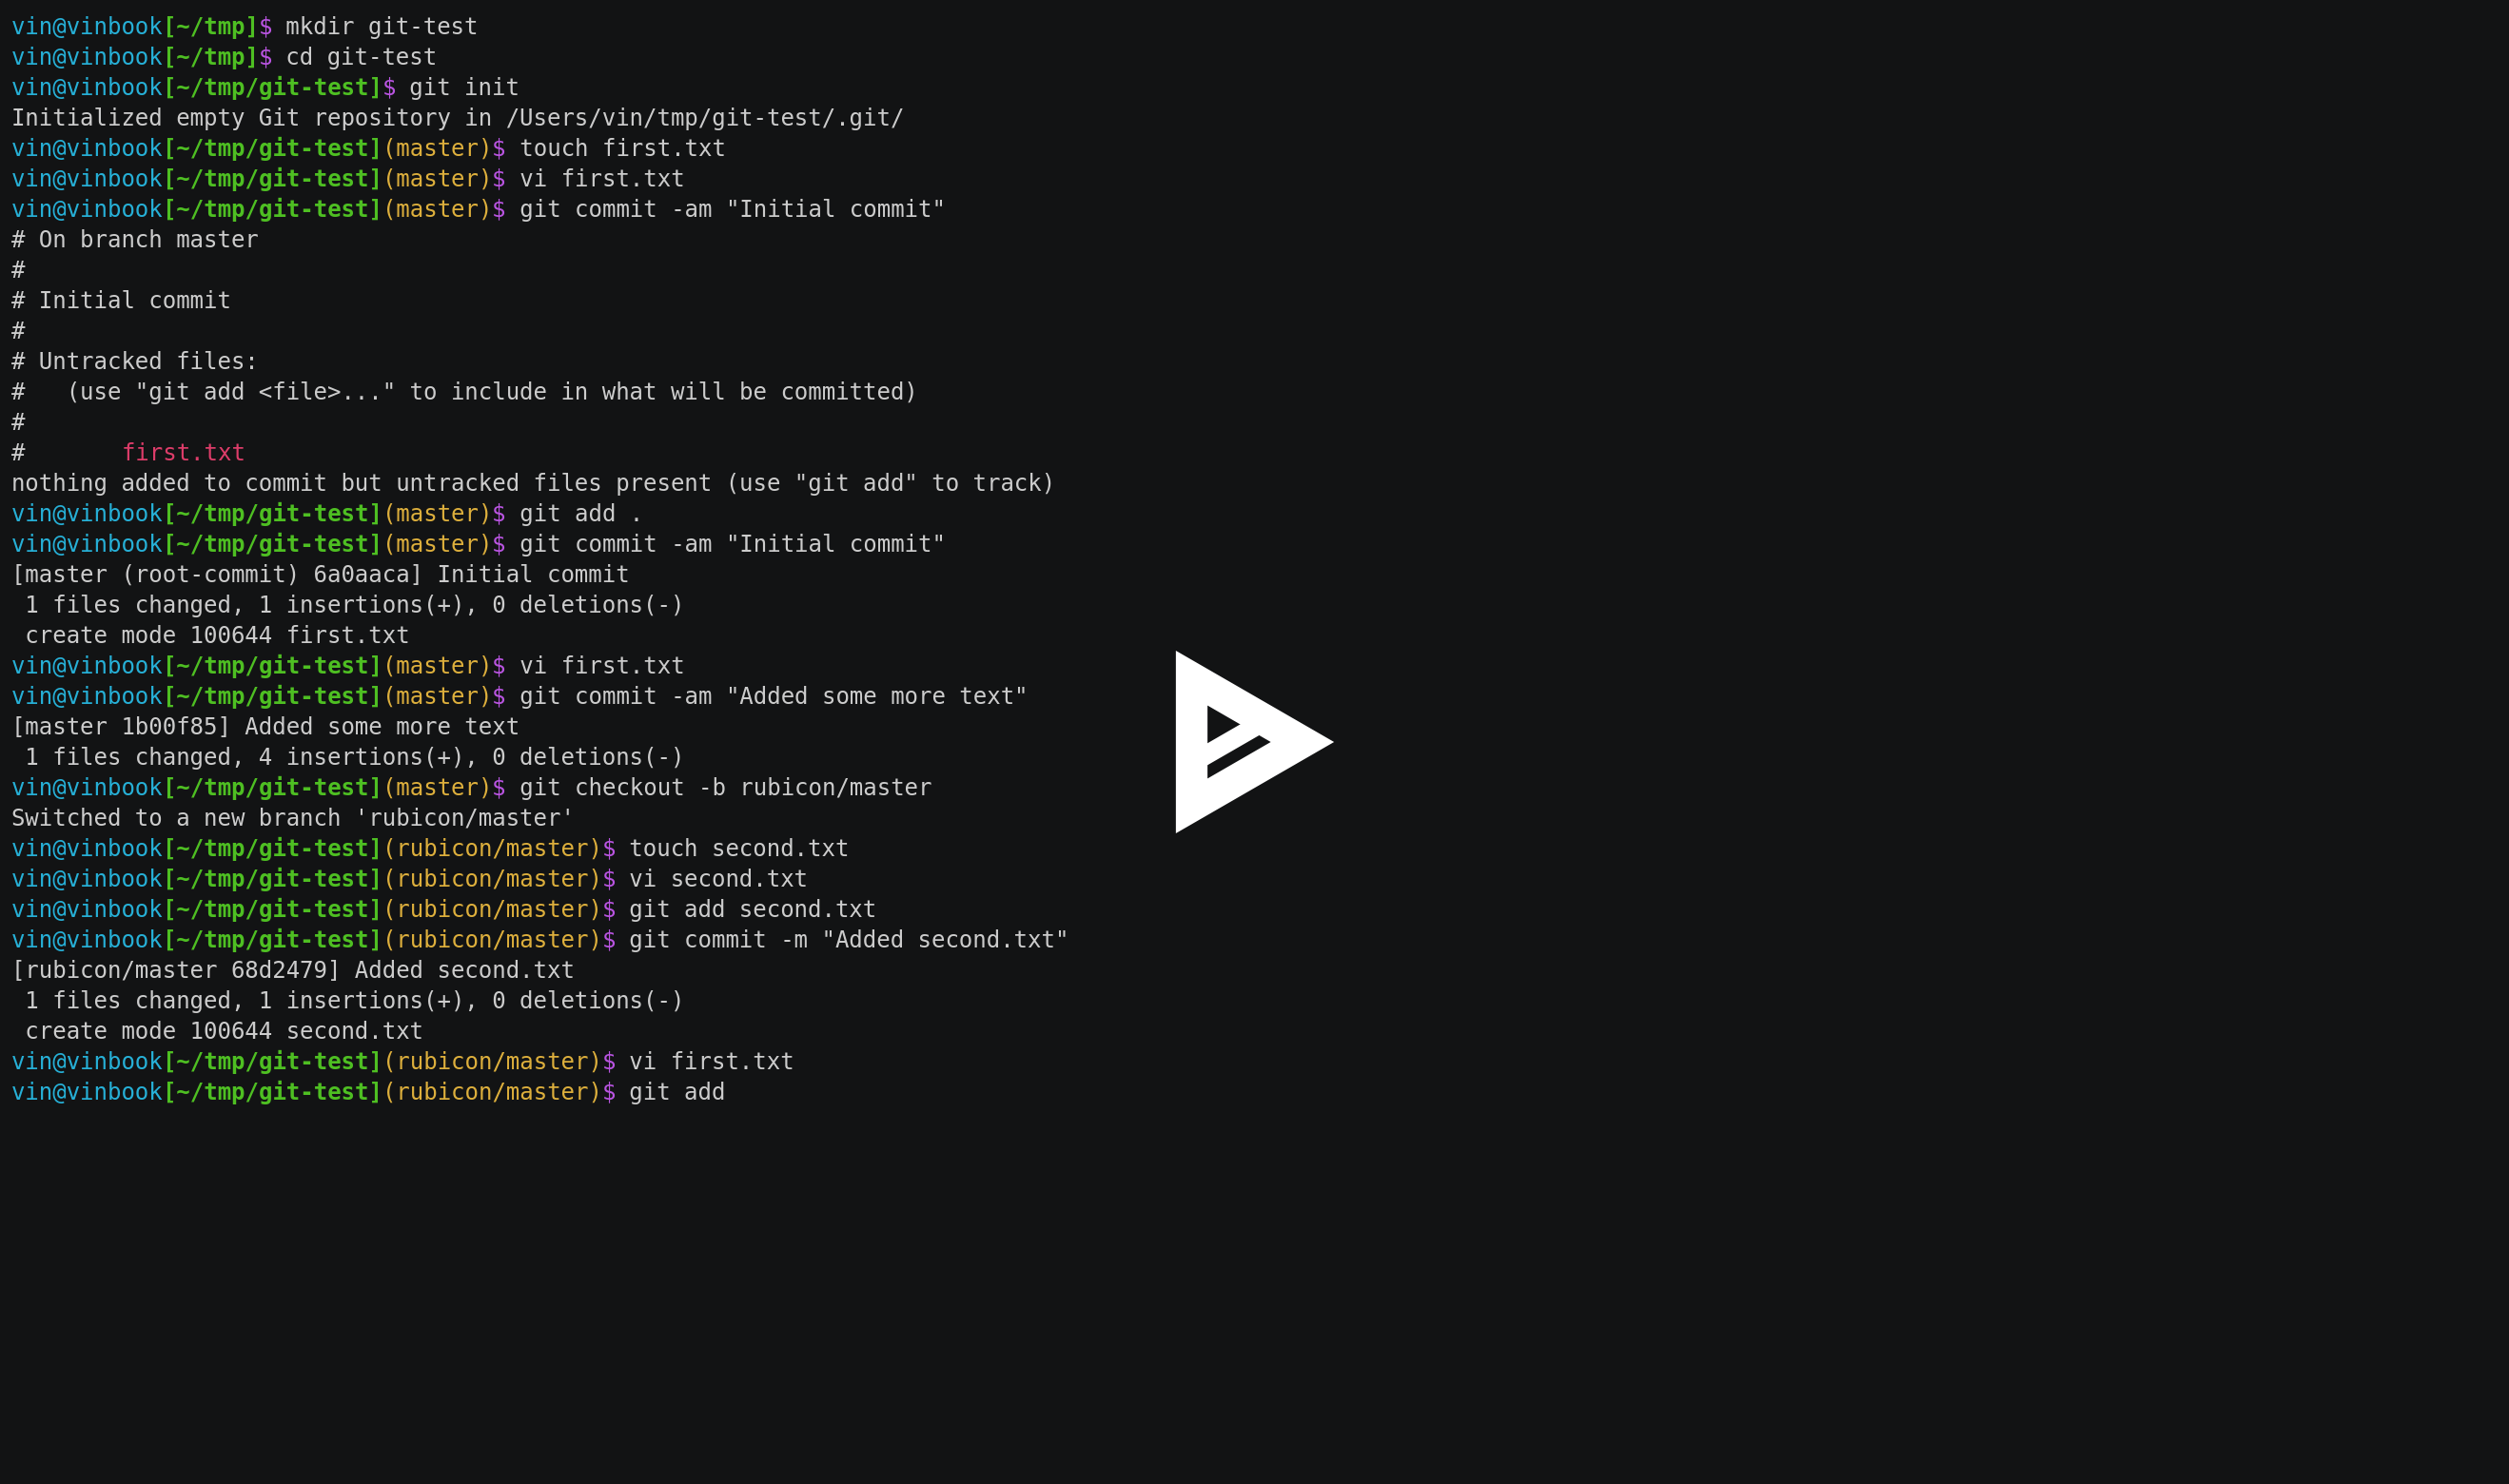 vin@vinbook[~/tmp]$ mkdir git-test
vin@vinbook[~/tmp]$ cd git-test
vin@vinbook[~/tmp/git-test]$ git init
Initialized empty Git repository in /Users/vin/tmp/git-test/.git/
vin@vinbook[~/tmp/git-test](master)$ touch first.txt
vin@vinbook[~/tmp/git-test](master)$ vi first.txt
vin@vinbook[~/tmp/git-test](master)$ git commit -am "Initial commit"
# On branch master
#
# Initial commit
#
# Untracked files:
#   (use "git add <file>..." to include in what will be committed)
#
#       first.txt
nothing added to commit but untracked files present (use "git add" to track)
vin@vinbook[~/tmp/git-test](master)$ git add .
vin@vinbook[~/tmp/git-test](master)$ git commit -am "Initial commit"
[master (root-commit) 6a0aaca] Initial commit
 1 files changed, 1 insertions(+), 0 deletions(-)
 create mode 100644 first.txt
vin@vinbook[~/tmp/git-test](master)$ vi first.txt
vin@vinbook[~/tmp/git-test](master)$ git commit -am "Added some more text"
[master 1b00f85] Added some more text
 1 files changed, 4 insertions(+), 0 deletions(-)
vin@vinbook[~/tmp/git-test](master)$ git checkout -b rubicon/master
Switched to a new branch 'rubicon/master'
vin@vinbook[~/tmp/git-test](rubicon/master)$ touch second.txt
vin@vinbook[~/tmp/git-test](rubicon/master)$ vi second.txt
vin@vinbook[~/tmp/git-test](rubicon/master)$ git add second.txt
vin@vinbook[~/tmp/git-test](rubicon/master)$ git commit -m "Added second.txt"
[rubicon/master 68d2479] Added second.txt
 1 files changed, 1 insertions(+), 0 deletions(-)
 create mode 100644 second.txt
vin@vinbook[~/tmp/git-test](rubicon/master)$ vi first.txt
vin@vinbook[~/tmp/git-test](rubicon/master)$ git add